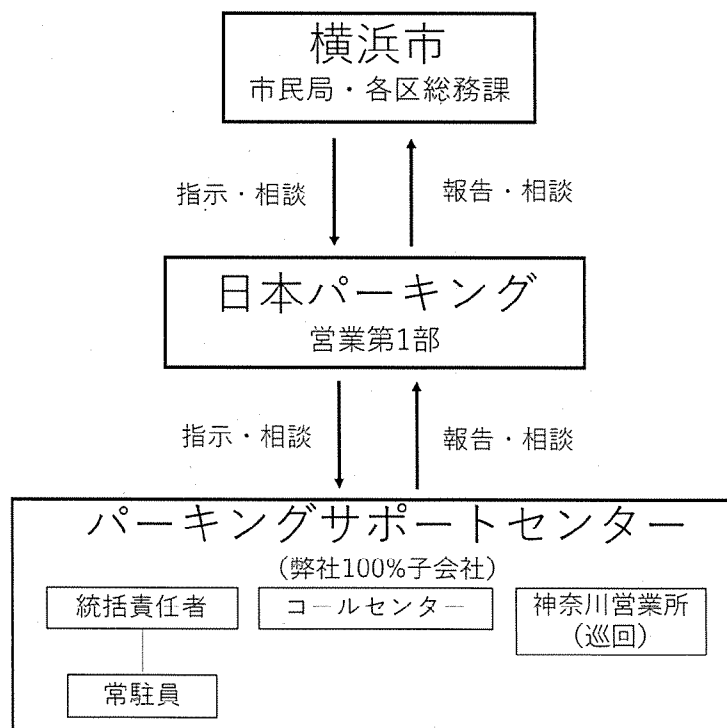 横浜市
市民局・各区総務課
指示・相談
報告・相談
日本パーキング
営業第1部
指示・相談
報告・相談
パーキングサポートセンター
(弊社100%子会社)
統括責任者
コールセンター
神奈川営業所
(巡回)
常駐員